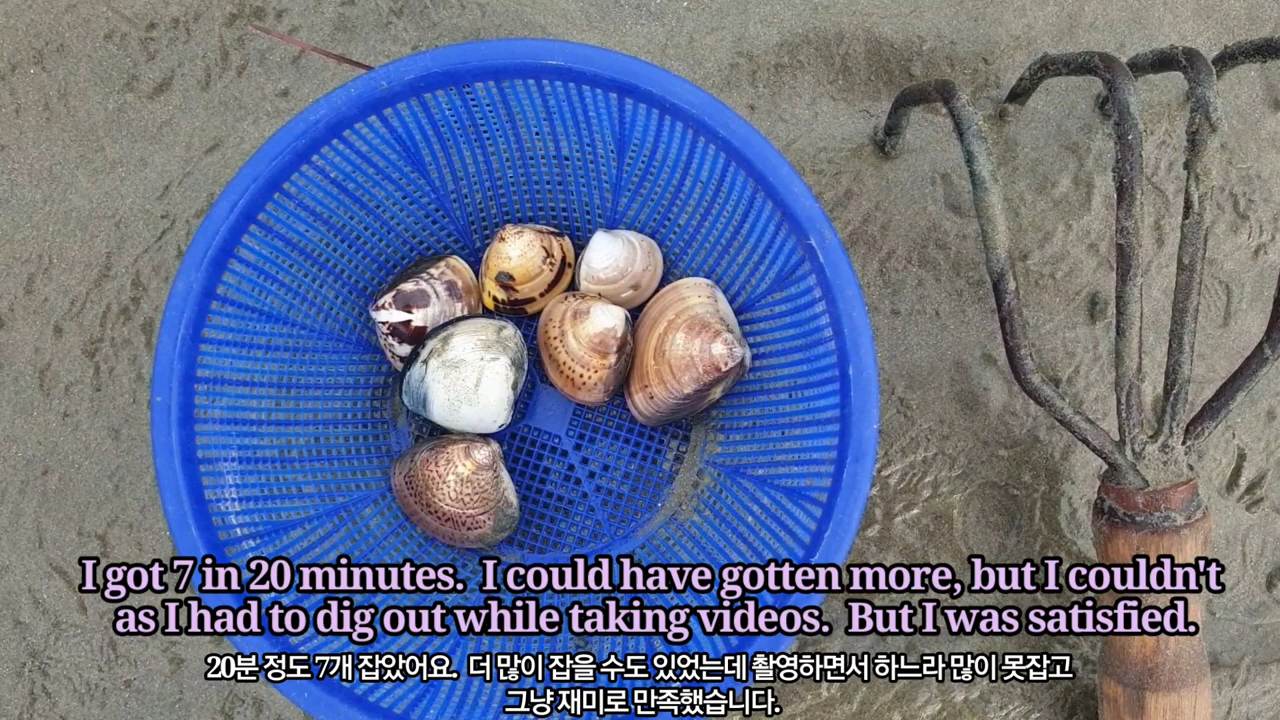 I got 7 in 20 minutes.  I could have gotten more, but I couldn't
as I had to dig out while taking videos.  But I was satisfied.
20분 정도 7개 잡았어요.  더 많이 잡을 수도 있었는데 촬영하면서 하느라 많이 못잡고
그냥 재미로 만족했습니다.